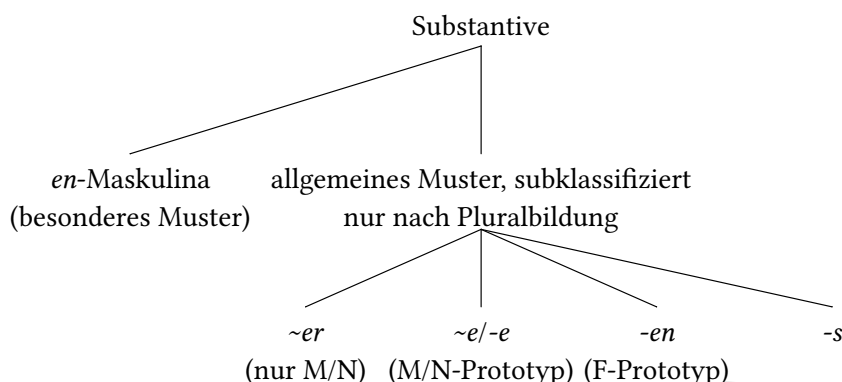 Substantive
en-Maskulina allgemeines Muster, subklassifiziert
(besonderes Muster) nur nach Pluralbildung
~er ~e/-e -en -s
(nur M/N) (M/N-Prototyp) (F-Prototyp)